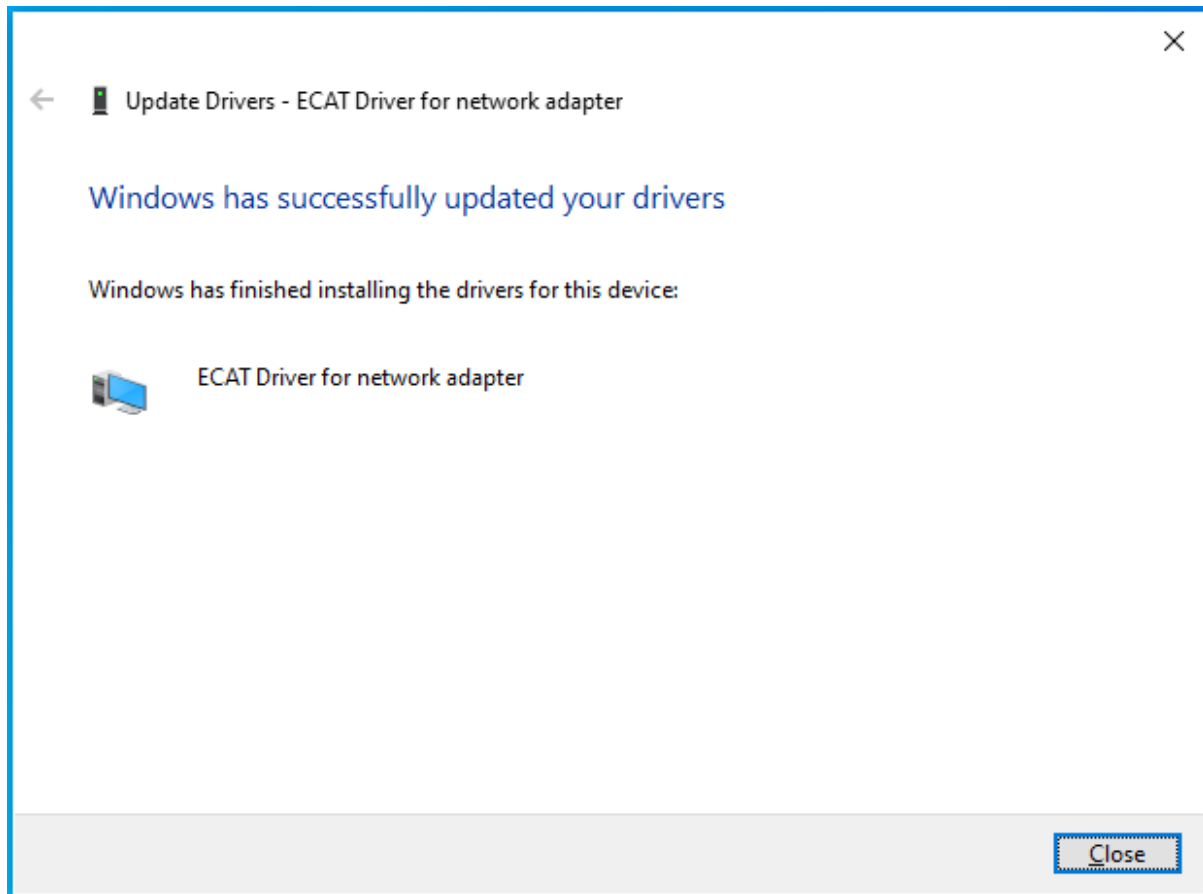 Update Drivers - ECAT Driver for network adapter
Windows has successfully updated your drivers
Windows has finished installing the drivers for this device:
ECAT Driver for network adapter
Close